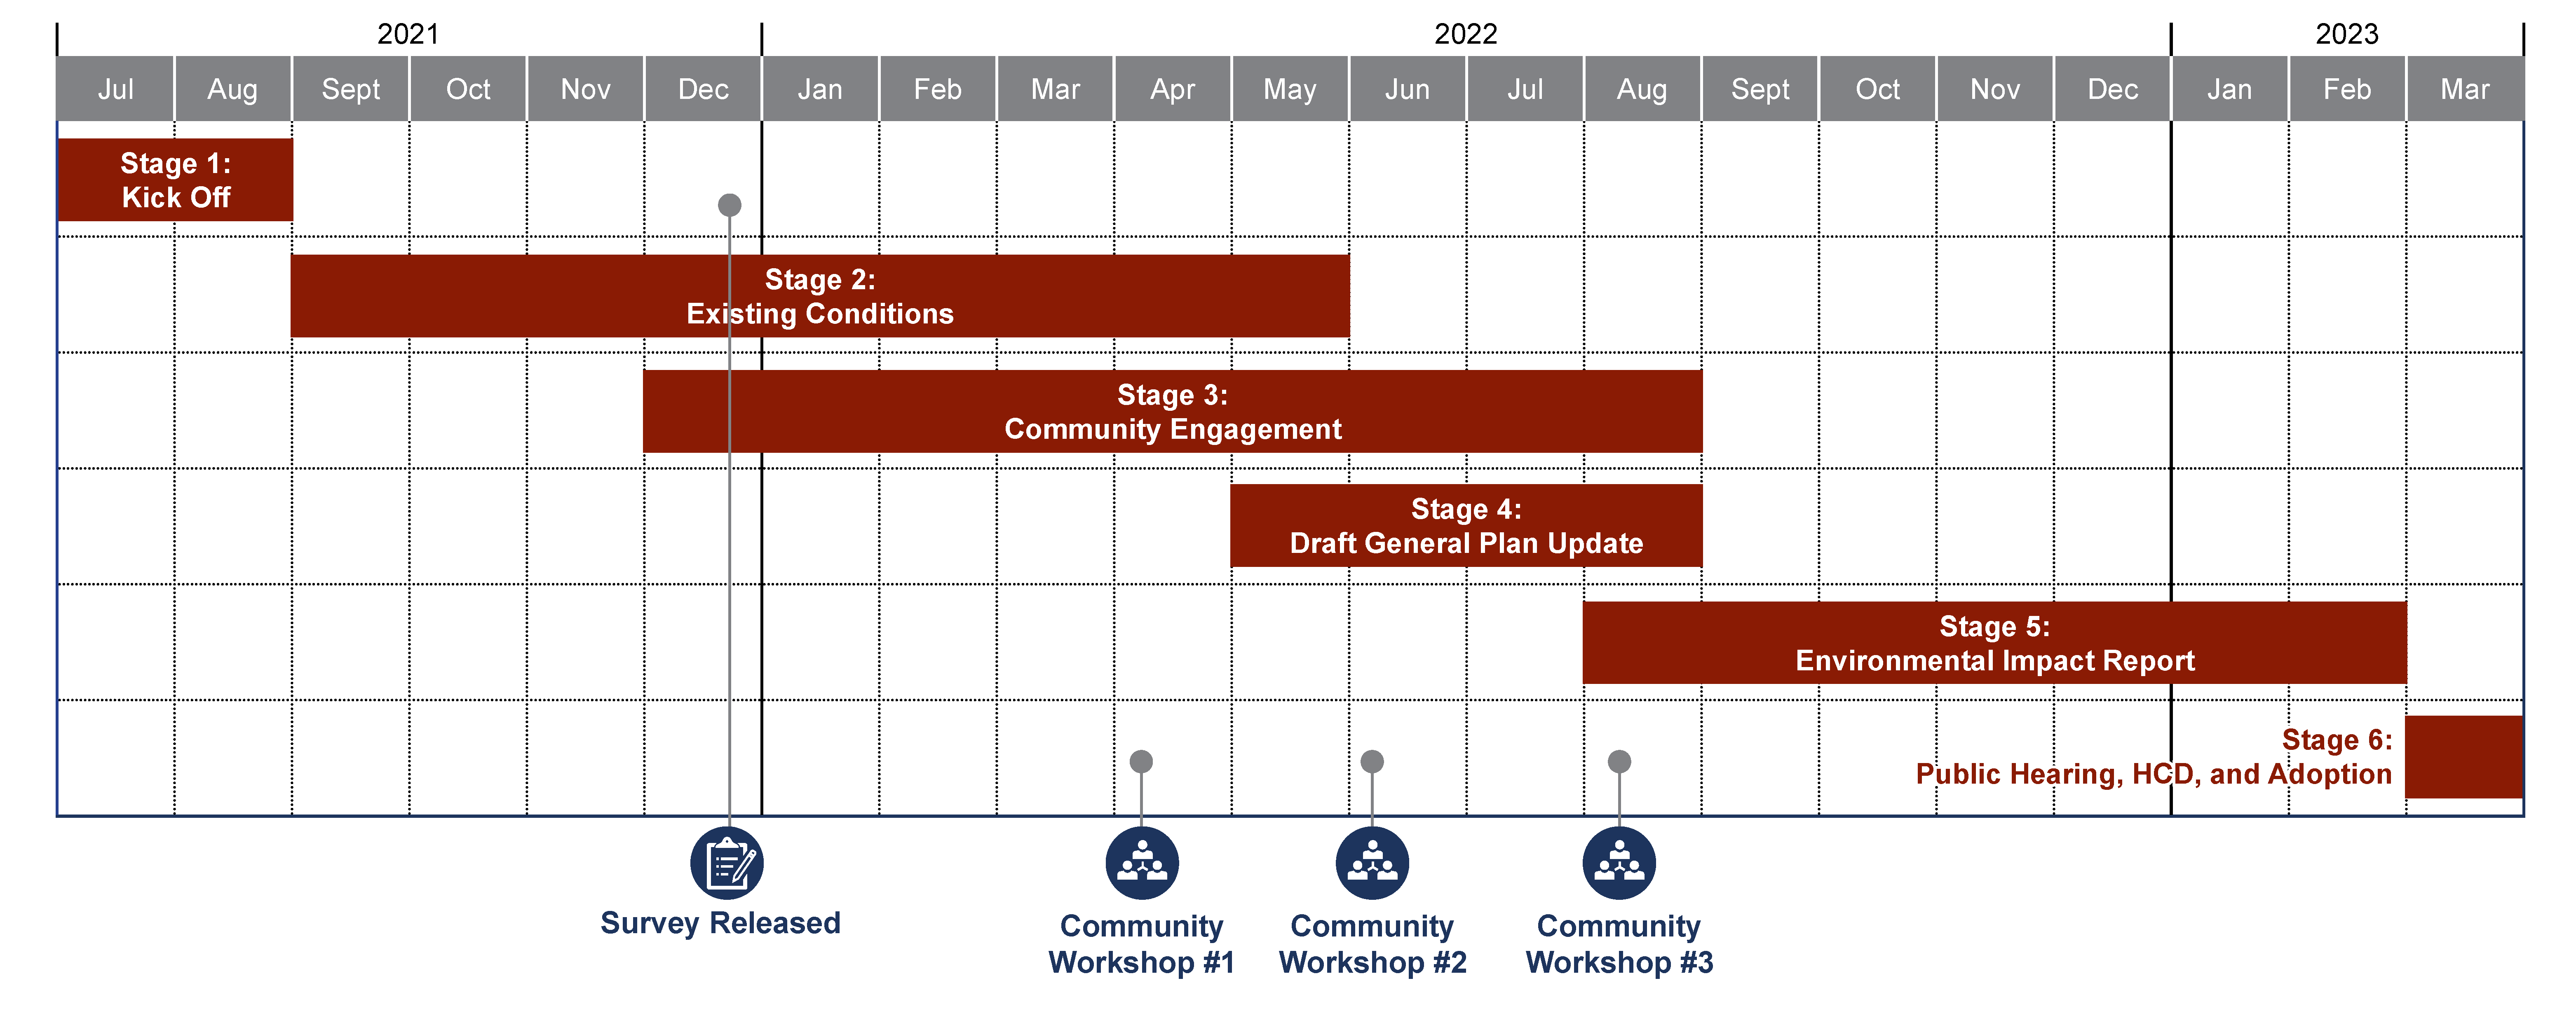 2021 2022 2023
Jul Aug Sept Oct Nov Dec Jan Feb Mar Apr May Jun Jul Aug Sept Oct Nov Dec Jan Feb Mar
Stage 1:
Kick Off
Stage 2:
Existing Conditions
Stage 3:
Community Engagement
Stage 4:
Draft General Plan Update
Stage 5:
Environmental Impact Report
Stage 6:
Public Hearing, HCD, and Adoption
Survey Released
Community
Workshop #1
Community
Workshop #2
Community
Workshop #3